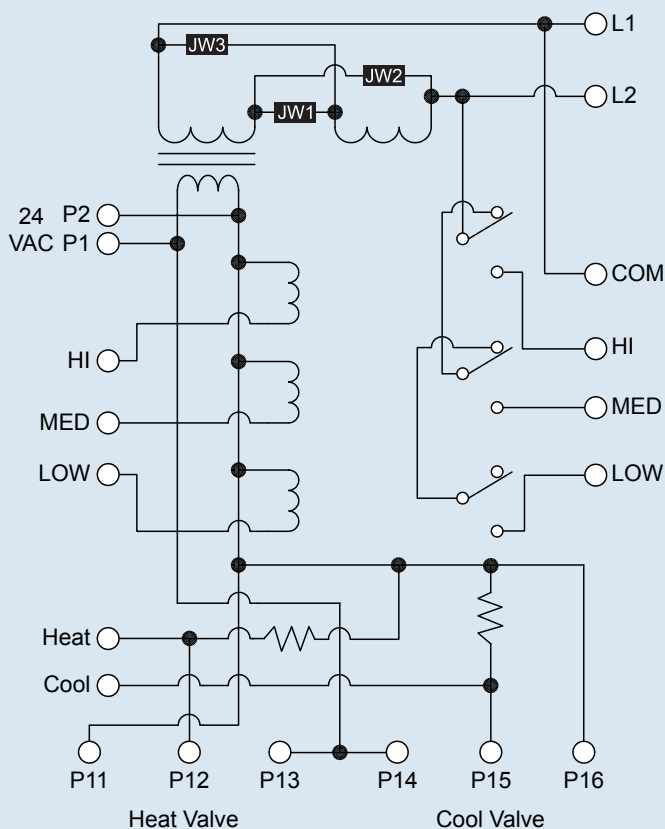 L1
JW3
JW2
L2
JW1
24 P2
VAC P1
COM
HI
HI
MED
MED
LOW
LOW
Heat
Cool
P11 P12 P13 P14 P15 P16
Heat Valve Cool Valve